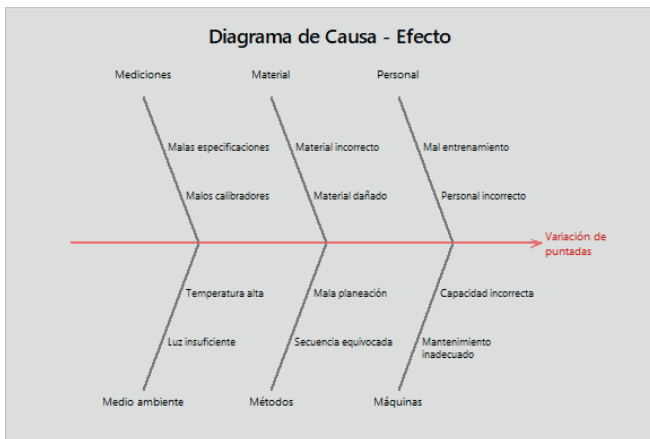 Diagrama de Causa - Efecto
Mediciones
Material
Personal
Malas especificaciones
Material incorrecto
Mal entrenamiento
Malos calibradores
Material dañado
Personal incorrecto
Variación de
puntadas
Temperatura alta
Mala planeación
Capacidad incorrecta
Luz insuficiente
Secuencia equivocada
Mantenimiento
inadecuado
Medio ambiente
Métodos
Máquinas